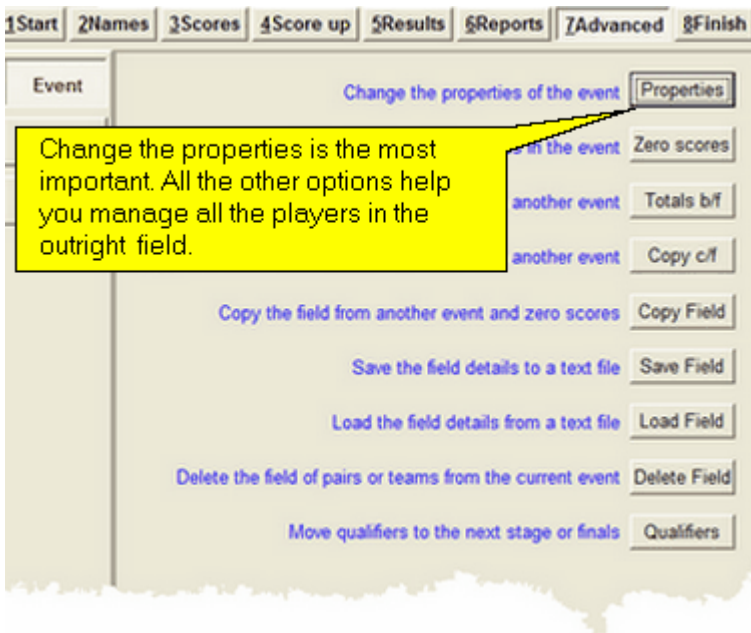 1Start 2Names 3Scores 4Score up 5Results 6Reports 7Advanced 8Finish
Event
Change the properties of the event Properties
Change the properties is the most
important. All the other options help
you manage all the players in the
outright field.
in the event Zero scores
another event Totals b/f
another event Copy c/f
Copy the field from another event and zero scores Copy Field
Save the field details to a text file Save Field
Load the field details from a text file Load Field
Delete the field of pairs or teams from the current event Delete Field
Move qualifiers to the next stage or finals Qualifiers